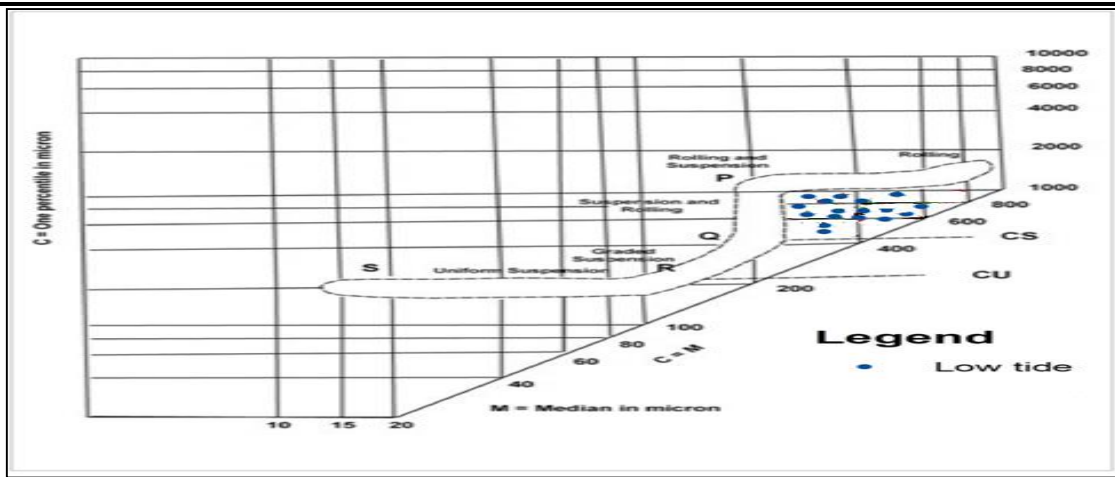 10000
8000
6000
4000
2000
1000
800
600
400
200
100
80
60
40
C = One percentile in micron
Rolling and
Suspension
Rolling
P
Suspension and
Rolling
Q
CS
Graded
Suspension
S
Uniform Suspension
R
CU
C = M
Legend
Low tide
M = Median in micron
10
15
20